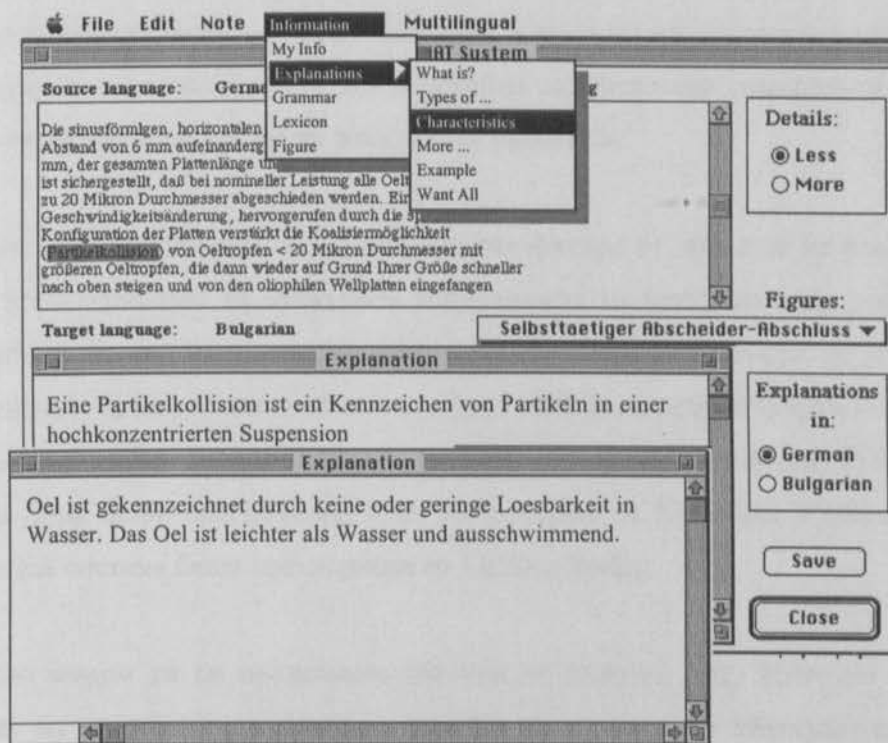 File Edit Note Information Multilingual
My Info
Explanations
Grammar
Lexicon
Figure
What is?
Types of ...
Characteristics
More ...
Example
Want All
System
Source language:
Die sinusförmigen, horizontalen,
Abstand von 6 mm
mm, der gesamten Plattenlänge
ist sichergestellt, daß bei nomineller Leistung alle
zu 20 Mikron Durchmesser abgeschieden werden.
Geschwindigkeitsänderung, hervorgerufen durch die
Konfiguration der Platten verstärkt die Koalisiermöglichkeit
(Partikelkollision) von Oeltropfen < 20 Mikron Durchmesser mit
größeren Oeltropfen, die dann wieder auf Grund Ihrer Größe schneller
nach oben steigen und von den oliophilen Wellplatten eingefangen
Details:
Less
More
Figures:
Target language: Bulgarian
Selbsttaetiger Abscheider-Abschluss
Explanation
Eine Partikelkollision ist ein Kennzeichen von Partikeln in einer
hochkonzentrierten Suspension
Explanations
in:
German
Bulgarian
Explanation
Oel ist gekennzeichnet durch keine oder geringe Loesbarkeit in
Wasser. Das Oel ist leichter als Wasser und ausschwimmend.
Save
Close